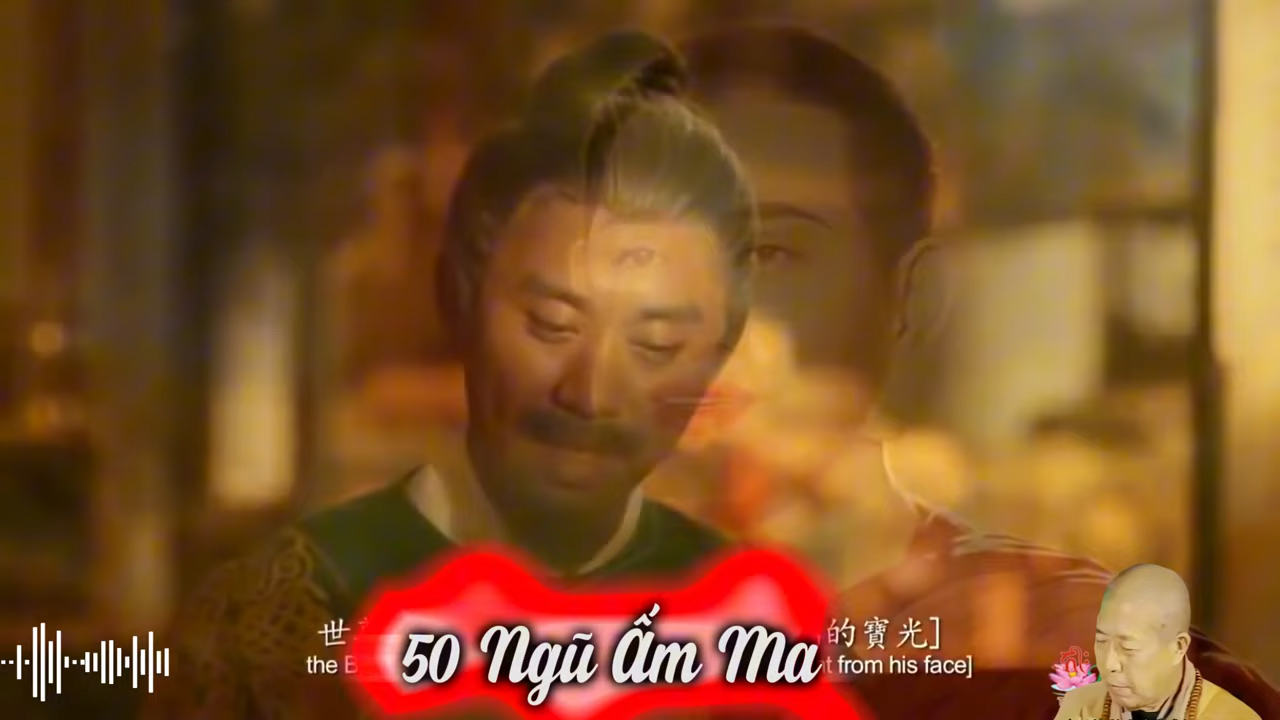 世 的寶光]
50 Ngũ Ấm Ma
the t from his face]